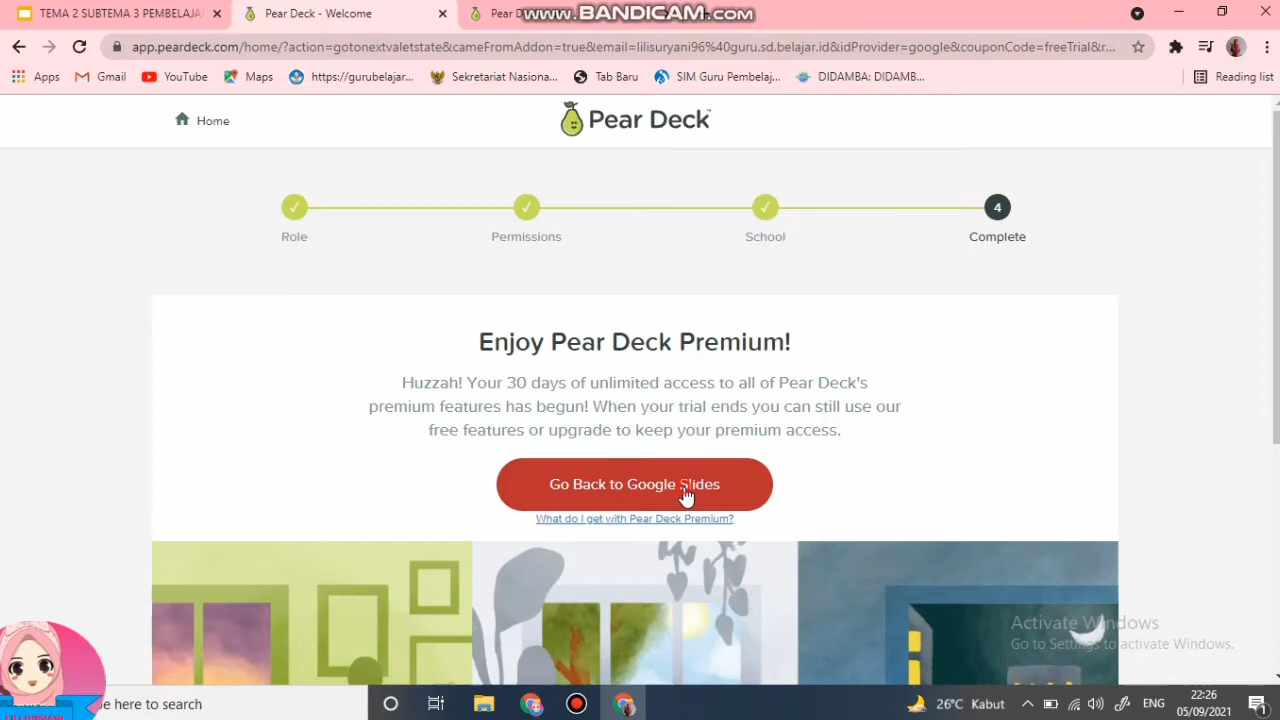 TEMA 2 SUBTEMA 3 PEMBELAJA
Pear Deck - Welcome
Pear D
www.BANDICAM.com
app.peardeck.com/home/?action=gotonextvaletstate&cameFromAddon=true&email=lilisuryani96%40guru.sd.belajar.id&idProvider=google&couponCode=freeTrial&r...
Apps
Gmail
YouTube
Maps
https://gurubelajar...
Sekretariat Nasiona...
Tab Baru
SIM Guru Pembelaj...
DIDAMBA: (DIDAMB...
Reading list
Home
Pear Deck™
4
Role
Permissions
School
Complete
Enjoy Pear Deck Premium!
Huzzah! Your 30 days of unlimited access to all of Pear Deck's
premium features has begun! When your trial ends you can still use our
free features or upgrade to keep your premium access.
Go Back to Google Slides
What do I get with Pear Deck Premium?
Activate Windows
Go to Settings to activate Windows.
e here to search
26°C Kabut
ENG
22:26
05/09/2021
1